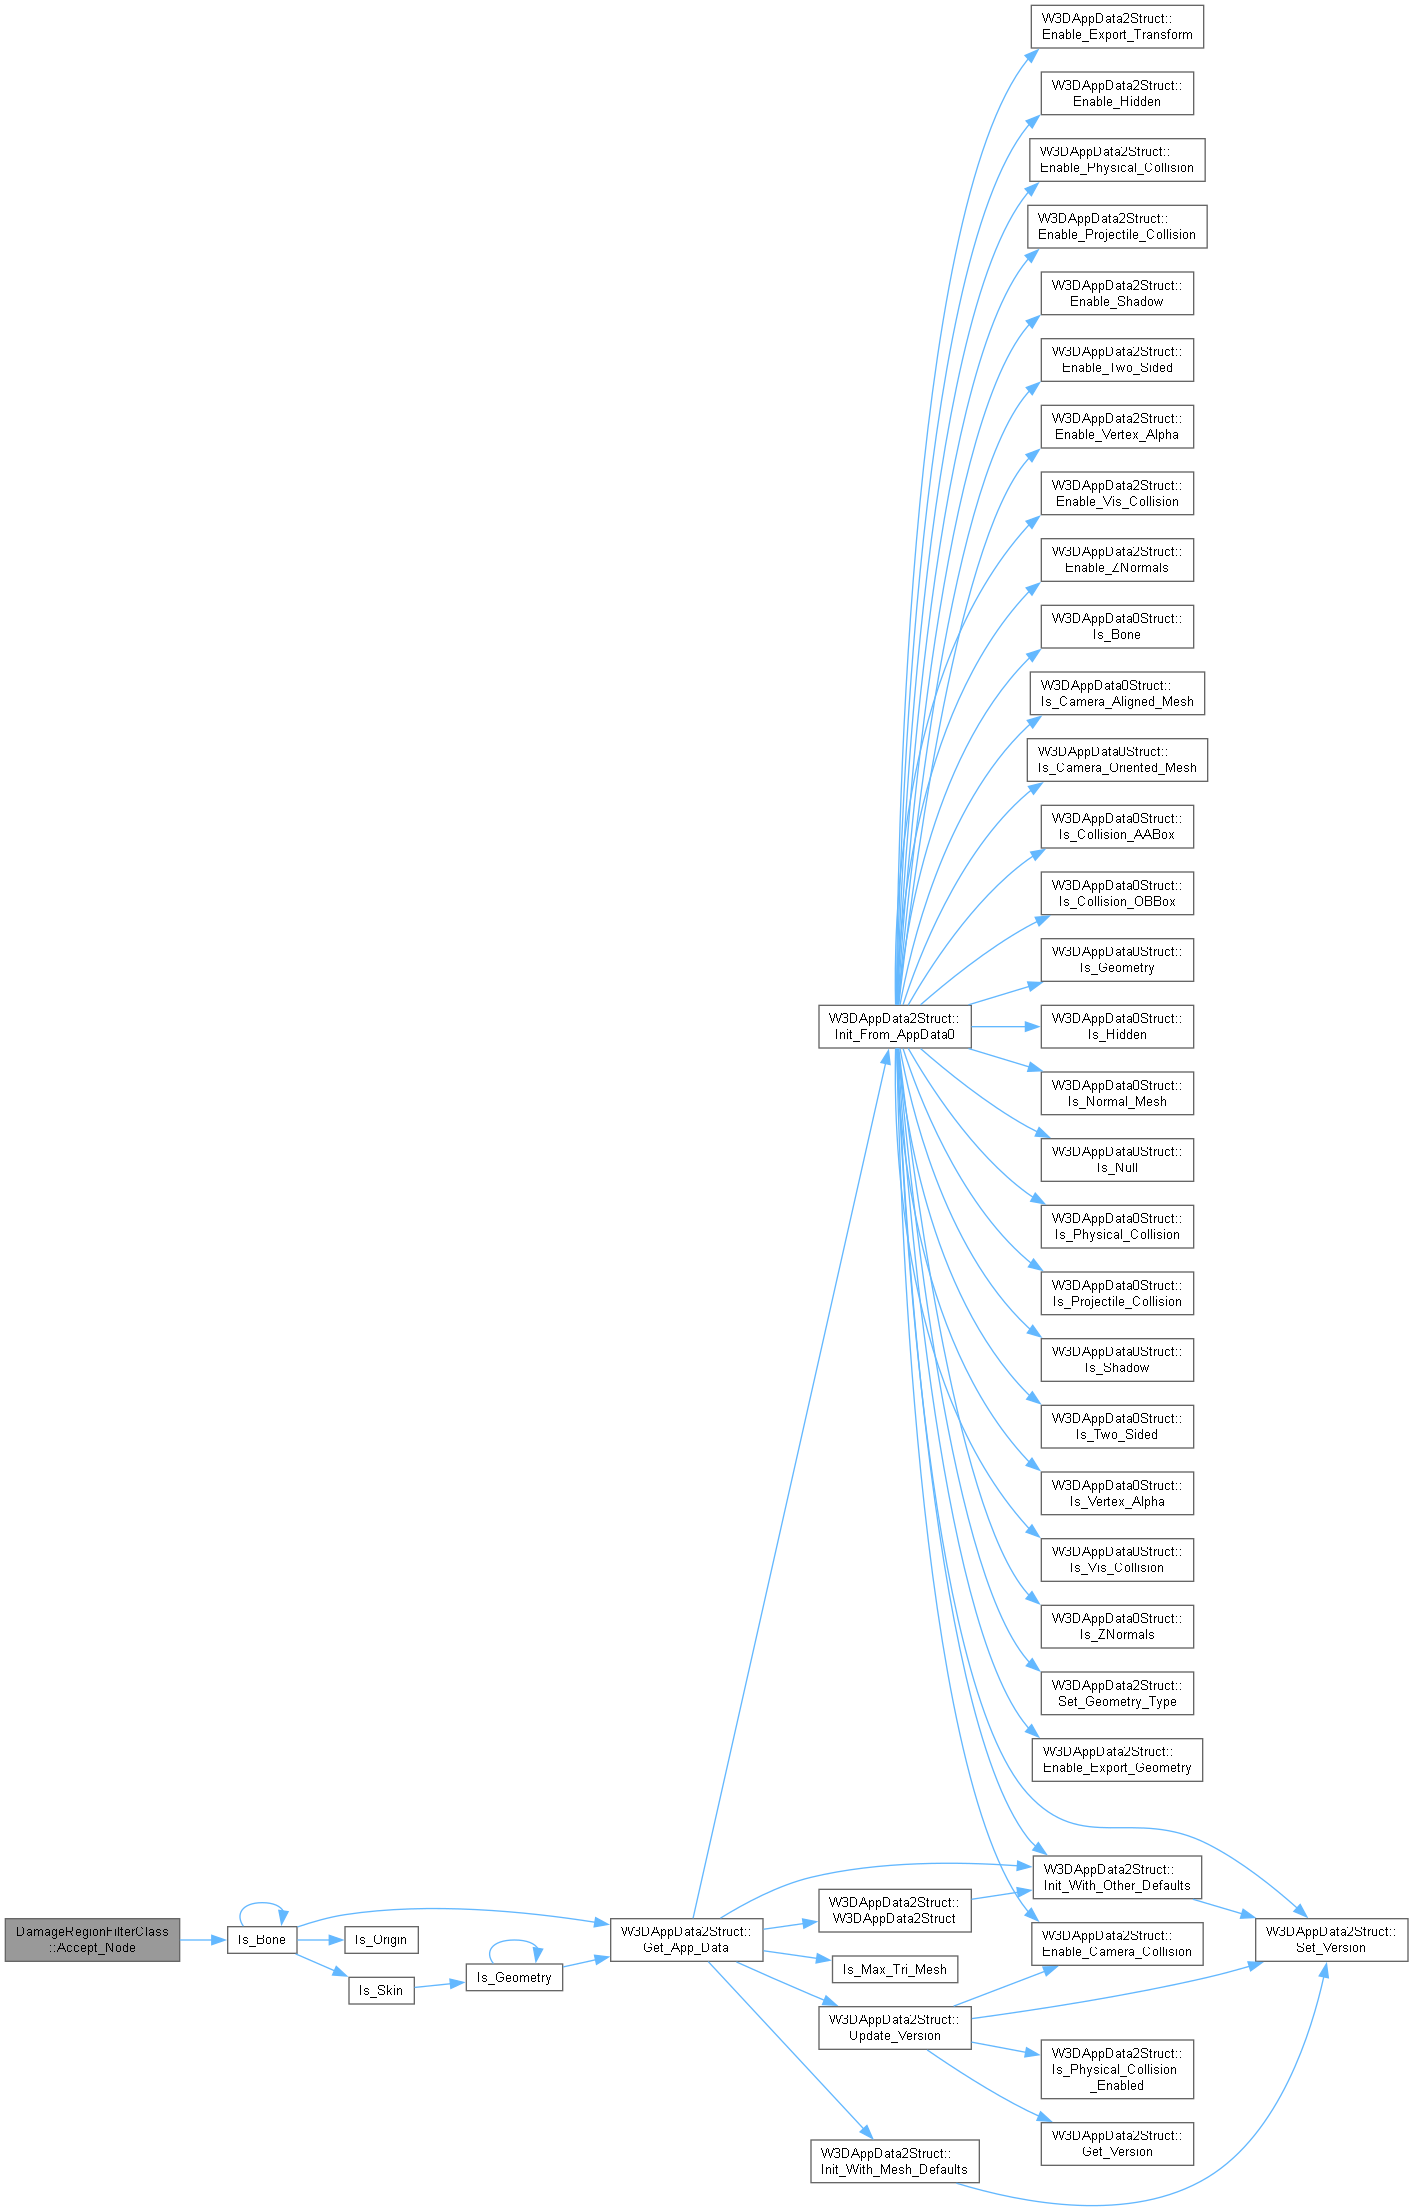 W3DAppData2Struct::
Enable_Export_Transform
W3DAppData2Struct::
Enable_Hidden
W3DAppData2Struct::
Enable_Physical_Collision
W3DAppData2Struct::
Enable_Projectile_Collision
W3DAppData2Struct::
Enable_Shadow
W3DAppData2Struct::
Enable_Two_Sided
W3DAppData2Struct::
Enable_Vertex_Alpha
W3DAppData2Struct::
Enable_Vis_Collision
W3DAppData2Struct::
Enable_ZNormals
W3DAppData0Struct::
Is_Bone
W3DAppData0Struct::
Is_Camera_Aligned_Mesh
W3DAppData0Struct::
Is_Camera_Oriented_Mesh
W3DAppData0Struct::
Is_Collision_AABox
W3DAppData0Struct::
Is_Collision_OBBox
W3DAppData0Struct::
Is_Geometry
W3DAppData2Struct::
Init_From_AppData0
W3DAppData0Struct::
Is_Hidden
W3DAppData0Struct::
Is_Normal_Mesh
W3DAppData0Struct::
Is_Null
W3DAppData0Struct::
Is_Physical_Collision
W3DAppData0Struct::
Is_Projectile_Collision
W3DAppData0Struct::
Is_Shadow
W3DAppData0Struct::
Is_Two_Sided
W3DAppData0Struct::
Is_Vertex_Alpha
W3DAppData0Struct::
Is_Vis_Collision
W3DAppData0Struct::
Is_ZNormals
W3DAppData2Struct::
Set_Geometry_Type
W3DAppData2Struct::
Enable_Export_Geometry
W3DAppData2Struct::
Init_With_Other_Defaults
W3DAppData2Struct::
W3DAppData2Struct
DamageRegionFilterClass
::Accept_Node
Is_Bone
Is_Origin
W3DAppData2Struct::
Get_App_Data
W3DAppData2Struct::
Enable_Camera_Collision
W3DAppData2Struct::
Set_Version
Is_Skin
Is_Geometry
Is_Max_Tri_Mesh
W3DAppData2Struct::
Update_Version
W3DAppData2Struct::
Is_Physical_Collision
_Enabled
W3DAppData2Struct::
Get_Version
W3DAppData2Struct::
Init_With_Mesh_Defaults